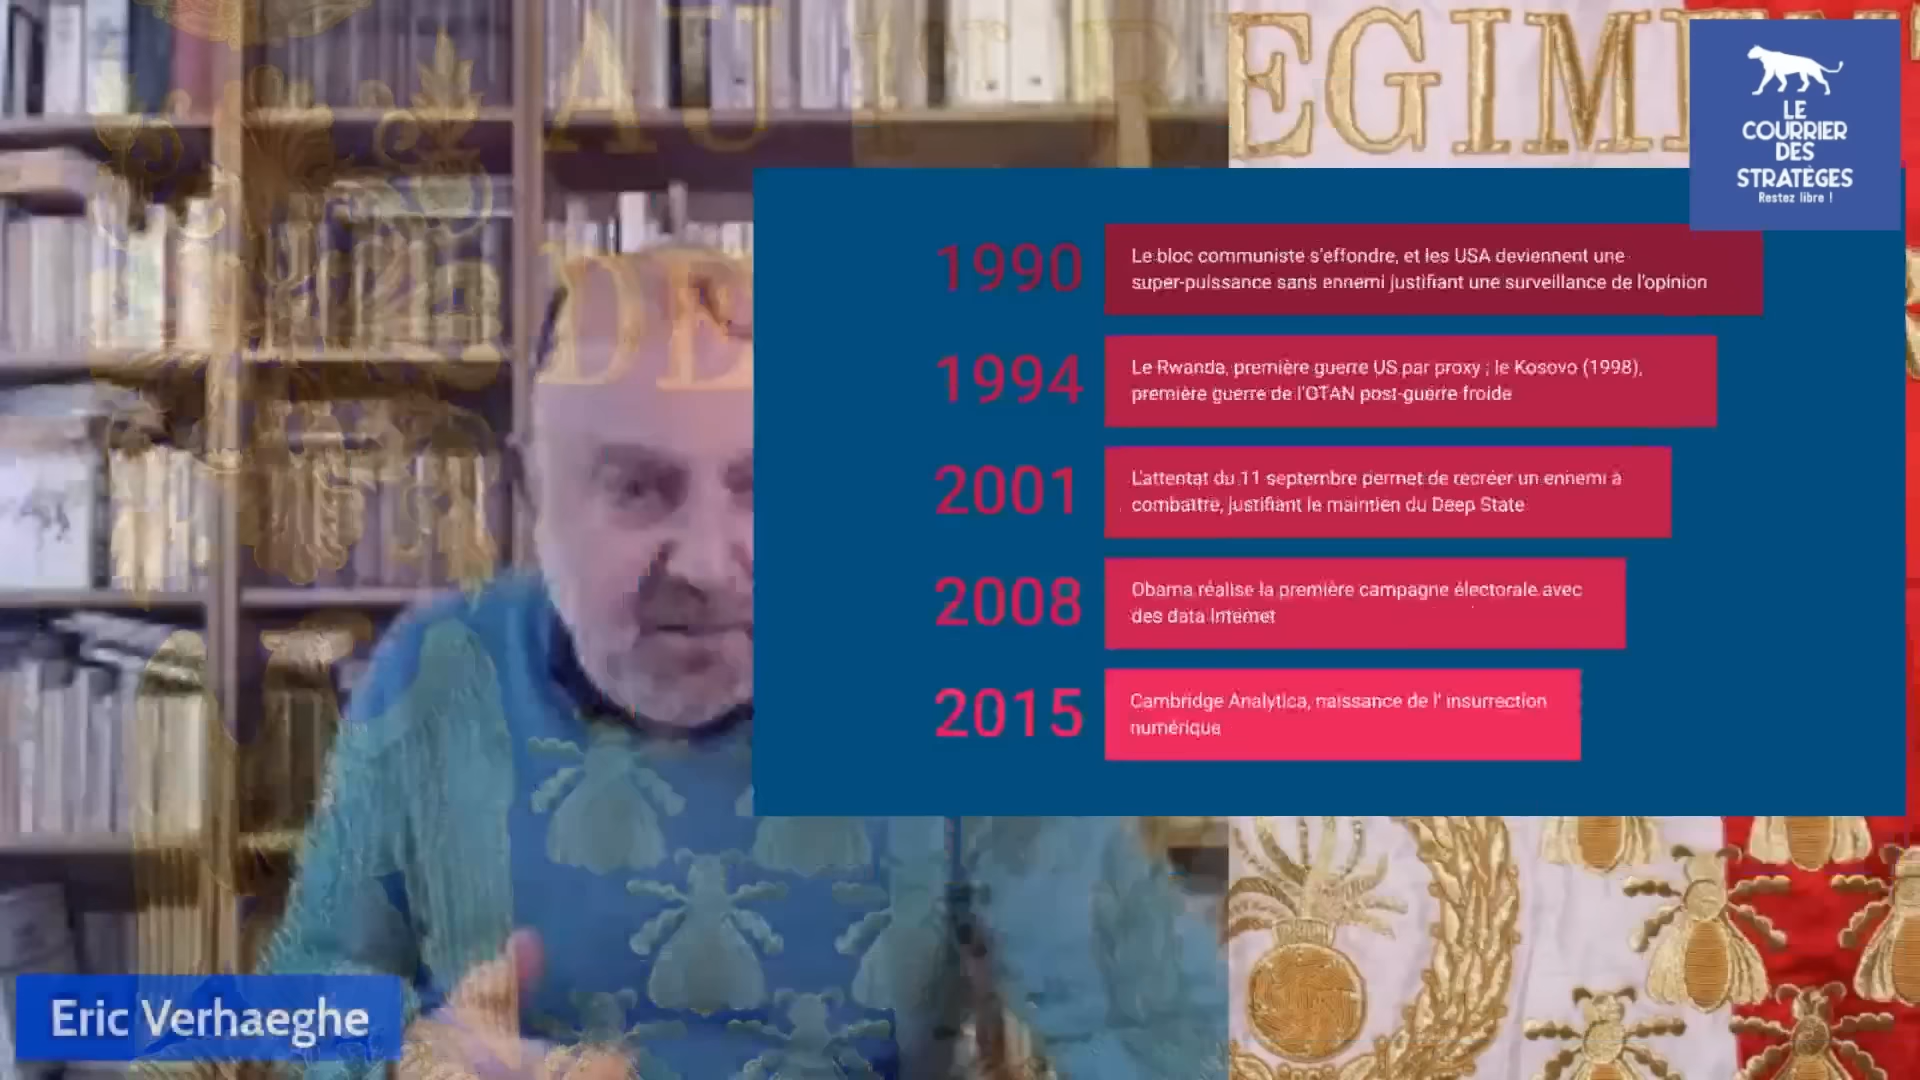 AU 1er REGIM
DE
LE
COURRIER
DES
STRATÈGES
Restez libre !
1990
Le bloc communiste s'effondre, et les USA deviennent une
super-puissance sans ennemi justifiant une surveillance de l'opinion
1994
Le Rwanda, première guerre US par proxy ; le Kosovo (1998),
première guerre de l'OTAN post-guerre froide
2001
L'attentat du 11 septembre permet de recréer un ennemi à
combattre, justifiant le maintien du Deep State
2008
Obama réalise la première campagne électorale avec
des data Internet
2015
Cambridge Analytica, naissance de l' insurrection
numérique
Eric Verhaeghe